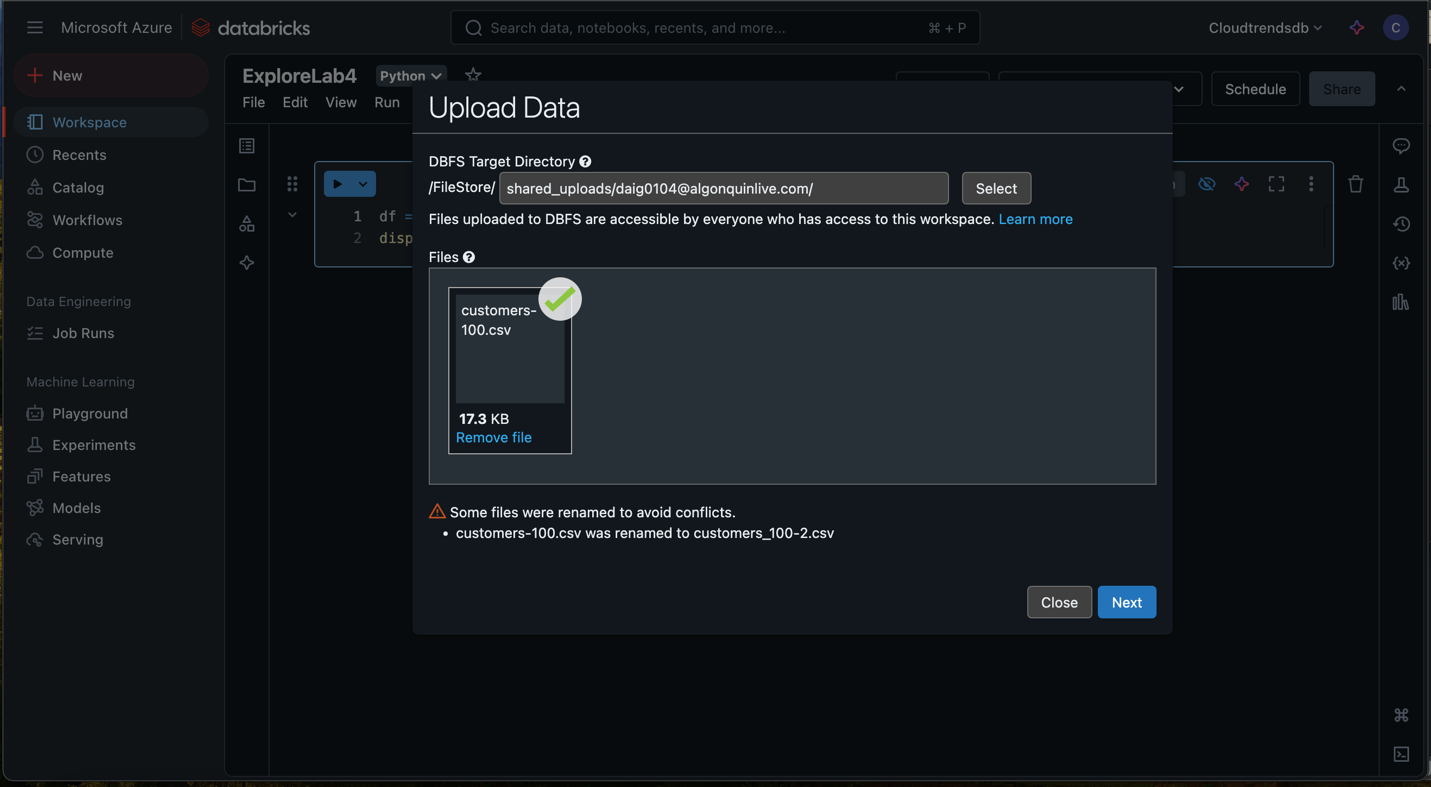 Microsoft Azure
databricks
Search data, notebooks, recents, and more...
⌘ + P
Cloudtrendsdb
C
New
Workspace
Recents
Catalog
Workflows
Compute
Data Engineering
Job Runs
Machine Learning
Playground
Experiments
Features
Models
Serving
ExploreLab4
Python
File Edit View Run
Schedule
Share
1 df =
2 disp
Upload Data
DBFS Target Directory
/FileStore/
shared_uploads/daig0104@algonquinlive.com/
Select
Files uploaded to DBFS are accessible by everyone who has access to this workspace. Learn more
Files
customers-
100.csv
17.3 KB
Remove file
Some files were renamed to avoid conflicts.
• customers-100.csv was renamed to customers_100-2.csv
Close
Next